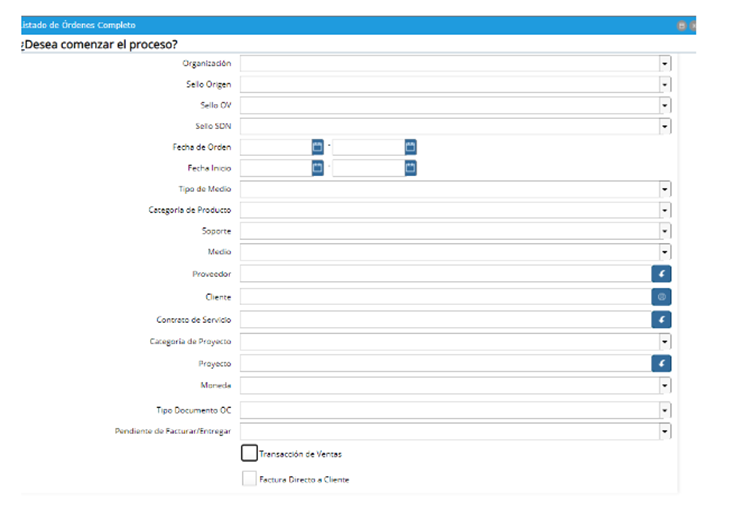 Listado de Órdenes Completo
¿Desea comenzar el proceso?
Organización
Sello Origen
Sello OV
Sello SDN
Fecha de Orden
-
Fecha Inicio
-
Tipo de Medio
Categoría de Producto
Soporte
Medio
Proveedor
Cliente
Contrato de Servicio
Categoría de Proyecto
Proyecto
Moneda
Tipo Documento OC
Pendiente de Facturar/Entregar
Transacción de Ventas
Factura Directo a Cliente